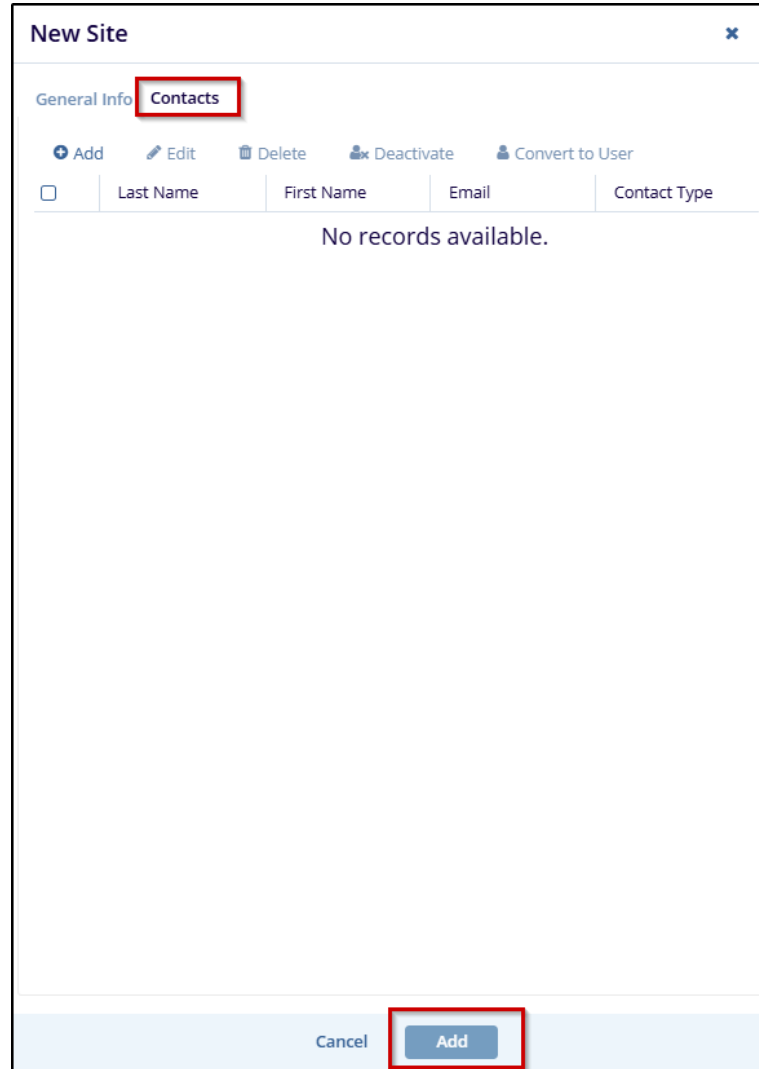 New Site
General Info Contacts
Add Edit Delete Deactivate Convert to User
Last Name First Name Email Contact Type
No records available.
Cancel Add